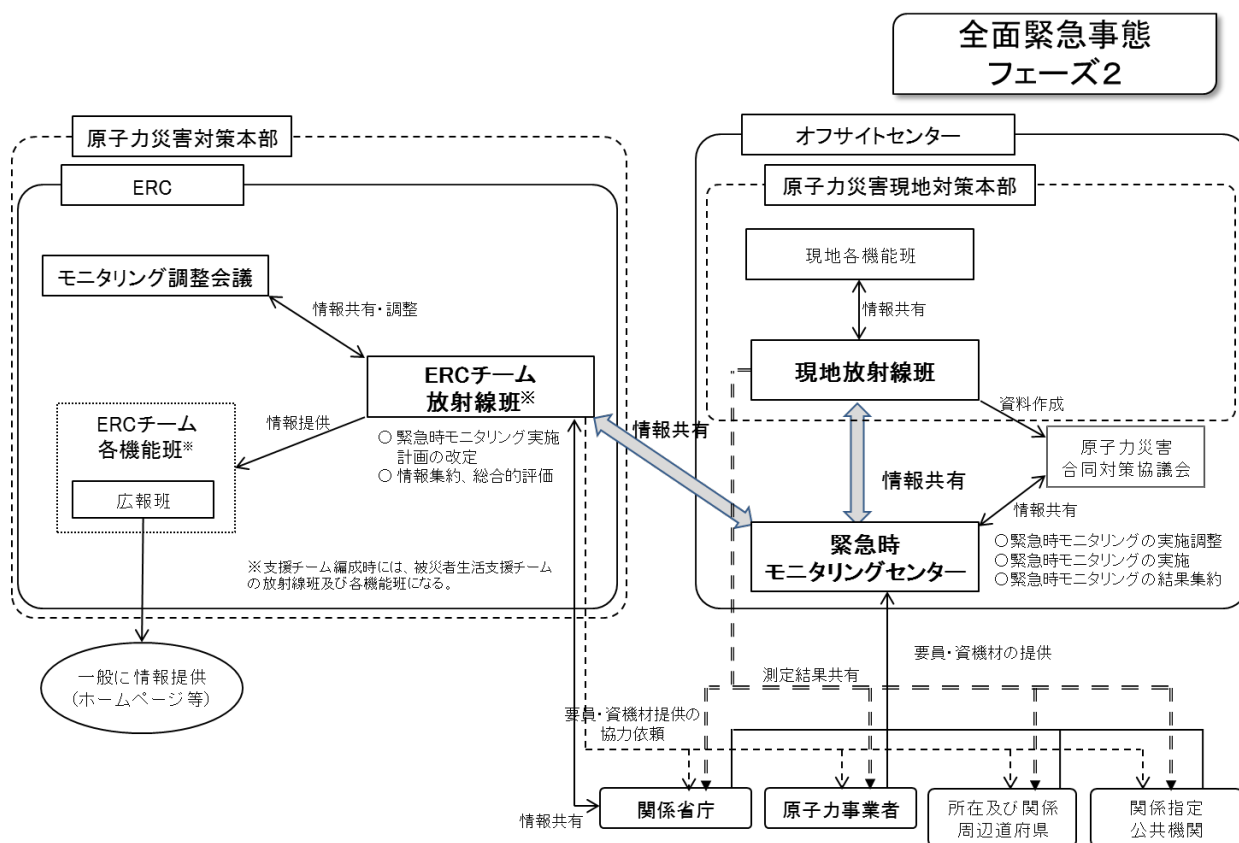 全面緊急事態
フェーズ2
原子力災害対策本部
ERC
モニタリング調整会議
情報共有・調整
ERCチーム
放射線班※
情報提供
ERCチーム
各機能班※
広報班
○ 緊急時モニタリング実施
計画の改定
○ 情報集約、総合的評価
※支援チーム編成時には、被災者生活支援チーム
の放射線班及び各機能班になる。
一般に情報提供
(ホームページ等)
情報共有
オフサイトセンター
原子力災害現地対策本部
現地各機能班
情報共有
現地放射線班
資料作成
原子力災害
合同対策協議会
情報共有
情報共有
緊急時
モニタリングセンター
○緊急時モニタリングの実施調整
○緊急時モニタリングの実施
○緊急時モニタリングの結果集約
要員・資機材の提供
測定結果共有
要員・資機材提供の
協力依頼
情報共有
関係省庁
原子力事業者
所在及び関係
周辺道府県
関係指定
公共機関